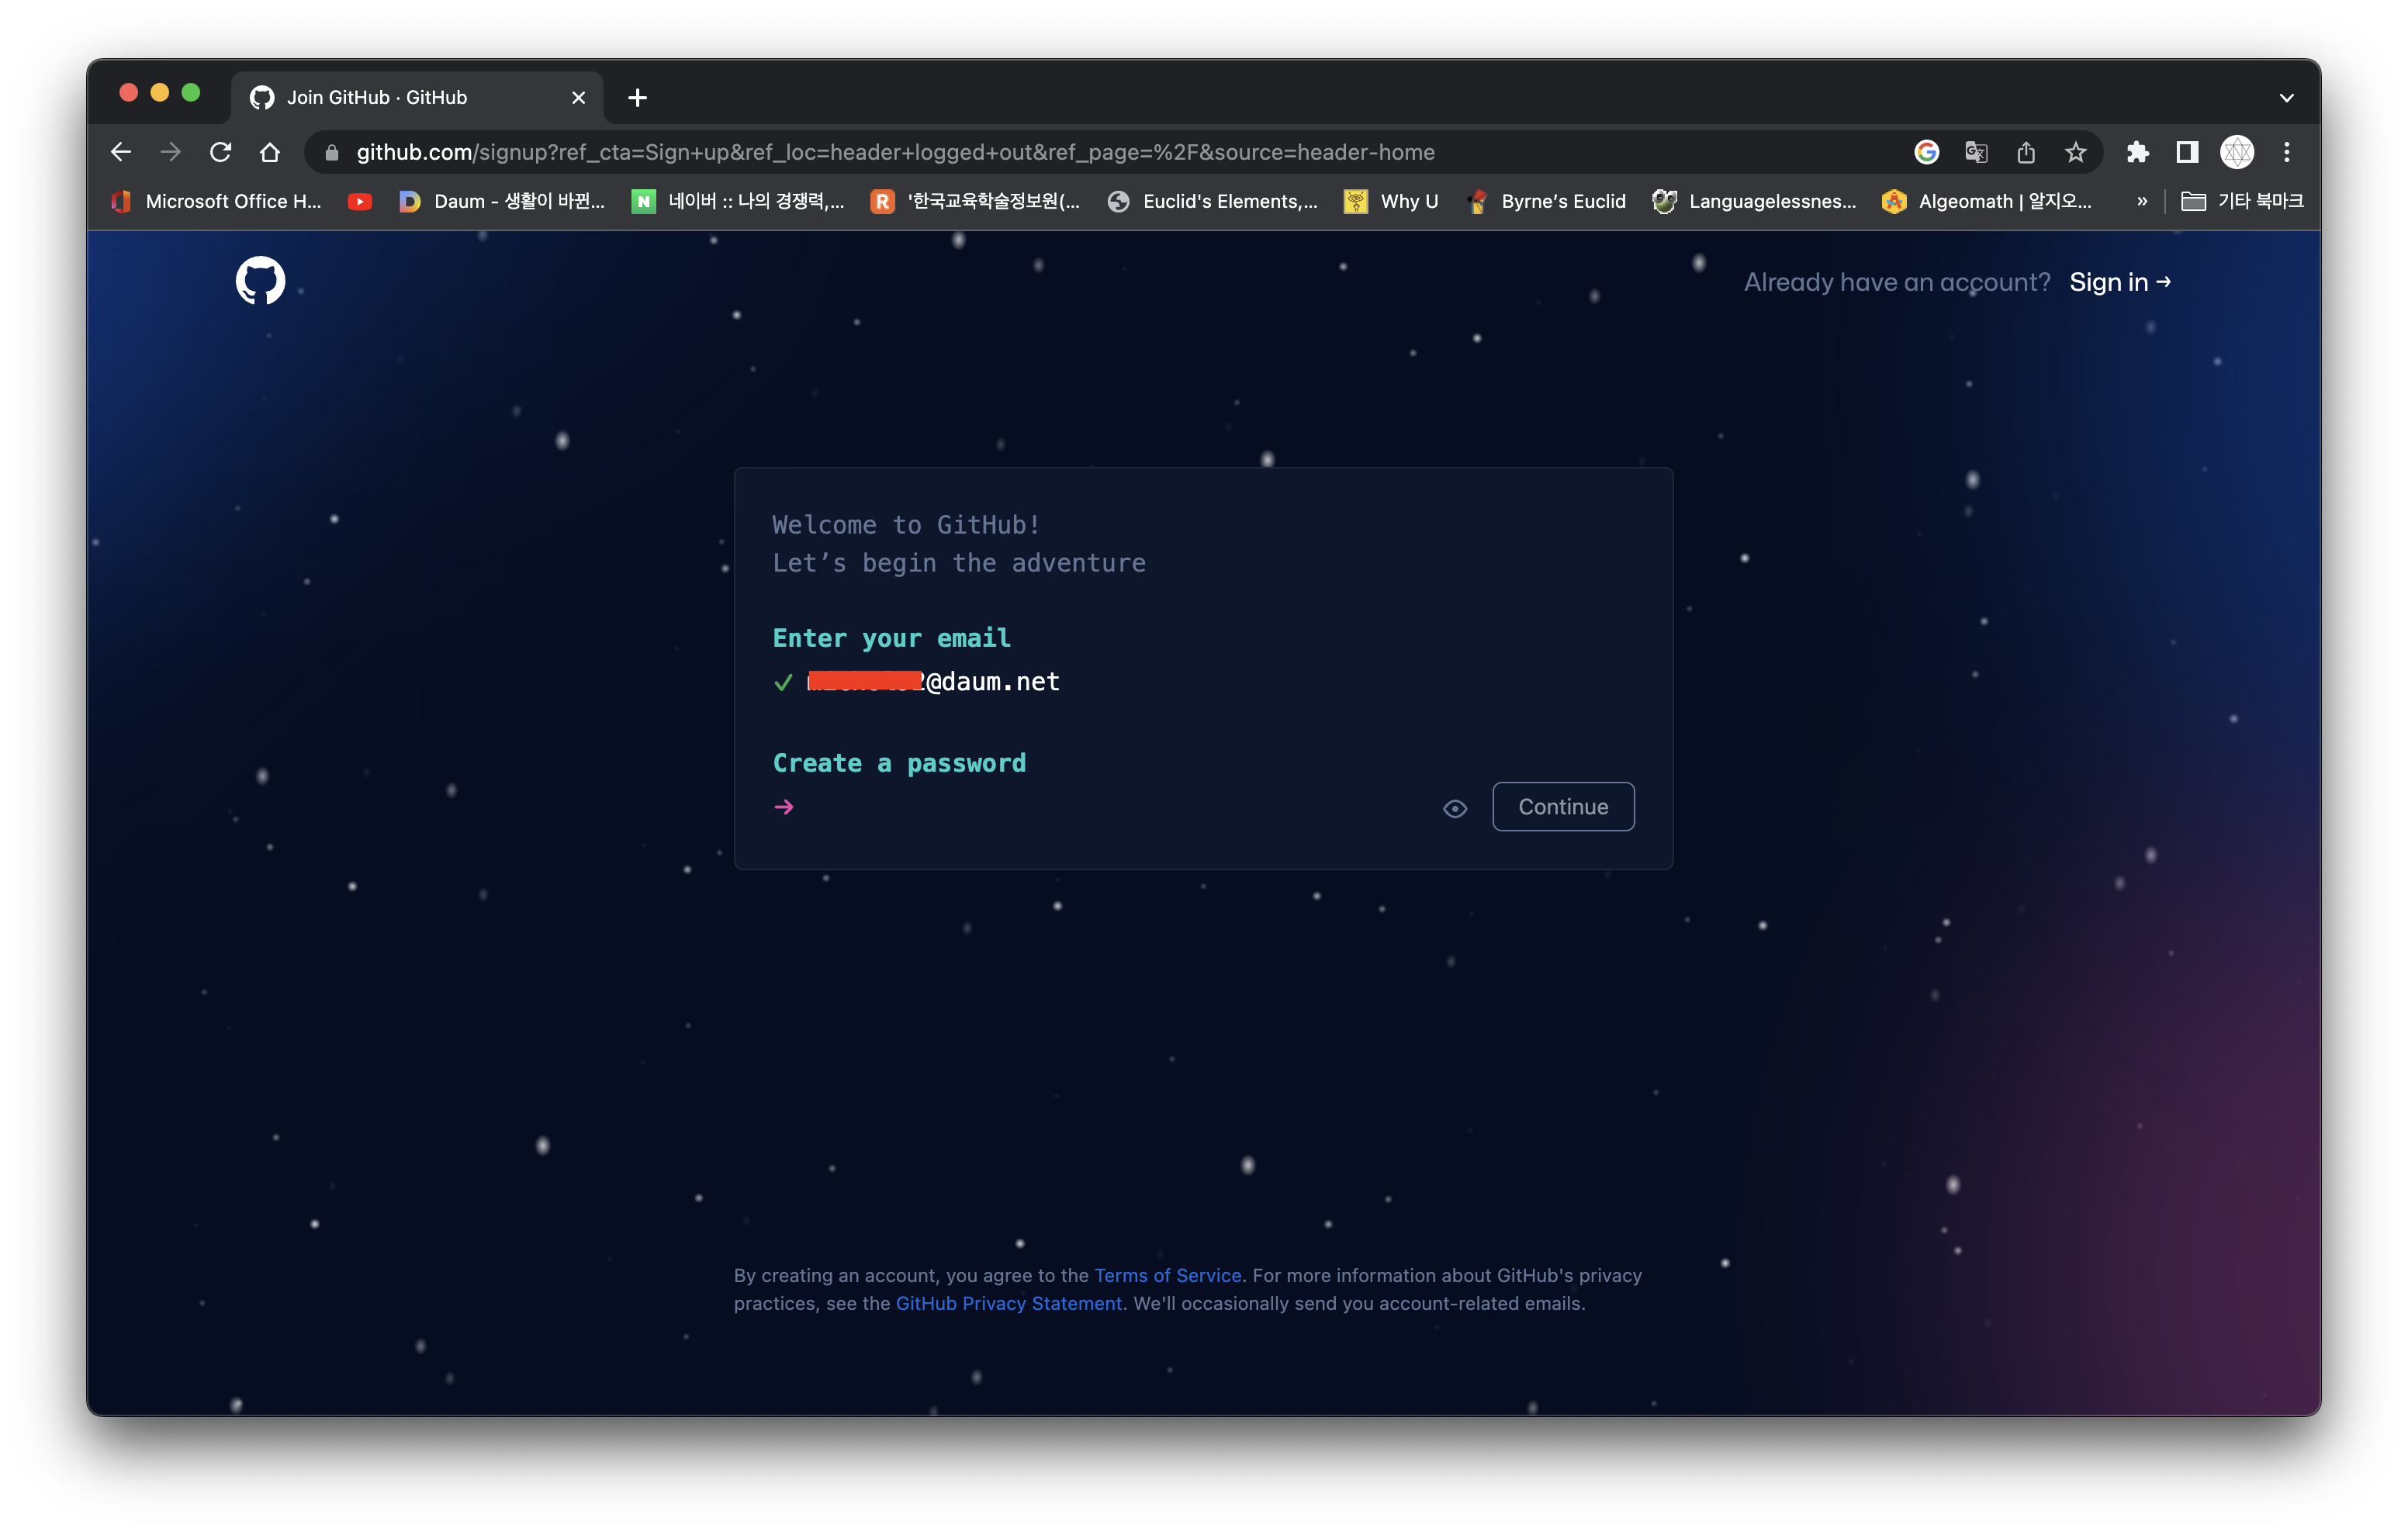 Join GitHub · GitHub
github.com/signup?ref_cta=Sign+up&ref_loc=header+logged+out&ref_page=%2F&source=header-home
Microsoft Office H...
Daum - 생활이 바뀐...
네이버 :: 나의 경쟁력,...
'한국교육학술정보원(...
Euclid's Elements,...
Why U
Byrne's Euclid
Languagelessnes...
Algeomath | 알지오...
»
기타 북마크
Already have an account? Sign in →
Welcome to GitHub!
Let’s begin the adventure
Enter your email
@daum.net
Create a password
Continue
By creating an account, you agree to the Terms of Service. For more information about GitHub's privacy
practices, see the GitHub Privacy Statement. We'll occasionally send you account-related emails.